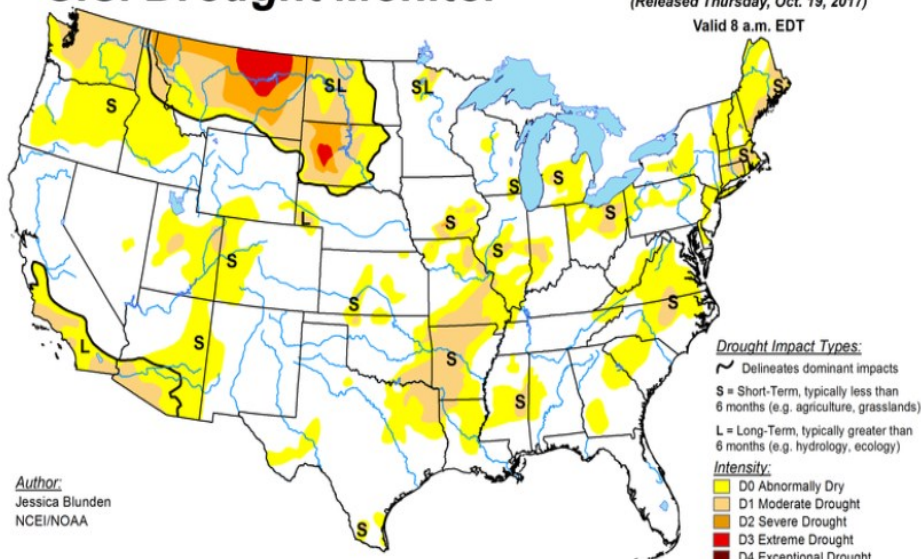 U.S. Drought Monitor
(Released Thursday, Oct. 19, 2017)
Valid 8 a.m. EDT
S
SL
SL
S
S
S
S
L
S
S
S
S
S
S
L
S
S
S
S
Drought Impact Types:
Delineates dominant impacts
S = Short-Term, typically less than
6 months (e.g. agriculture, grasslands)
L = Long-Term, typically greater than
6 months (e.g. hydrology, ecology)
Intensity:
D0 Abnormally Dry
D1 Moderate Drought
D2 Severe Drought
D3 Extreme Drought
D4 Exceptional Drought
Author:
Jessica Blunden
NCEI/NOAA